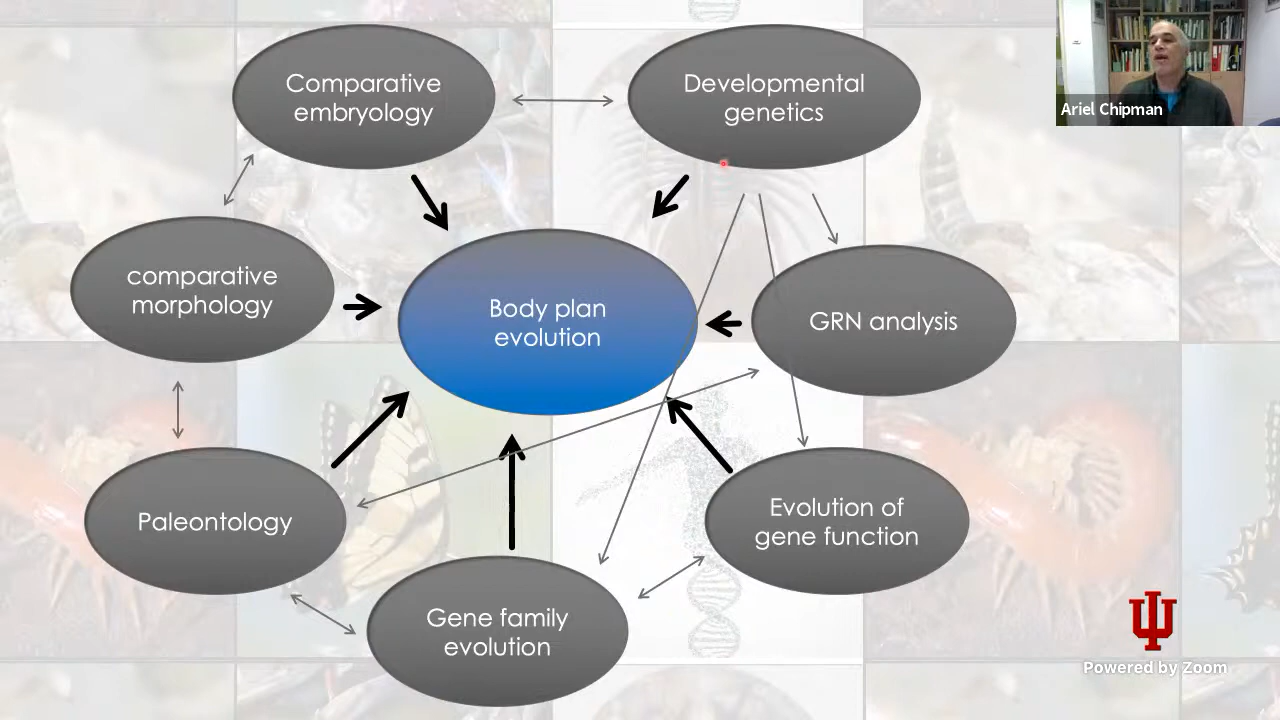 Comparative
embryology
Developmental
genetics
Ariel Chipman
comparative
morphology
Body plan
evolution
GRN analysis
Paleontology
Evolution of
gene function
Gene family
evolution
Powered by Zoom